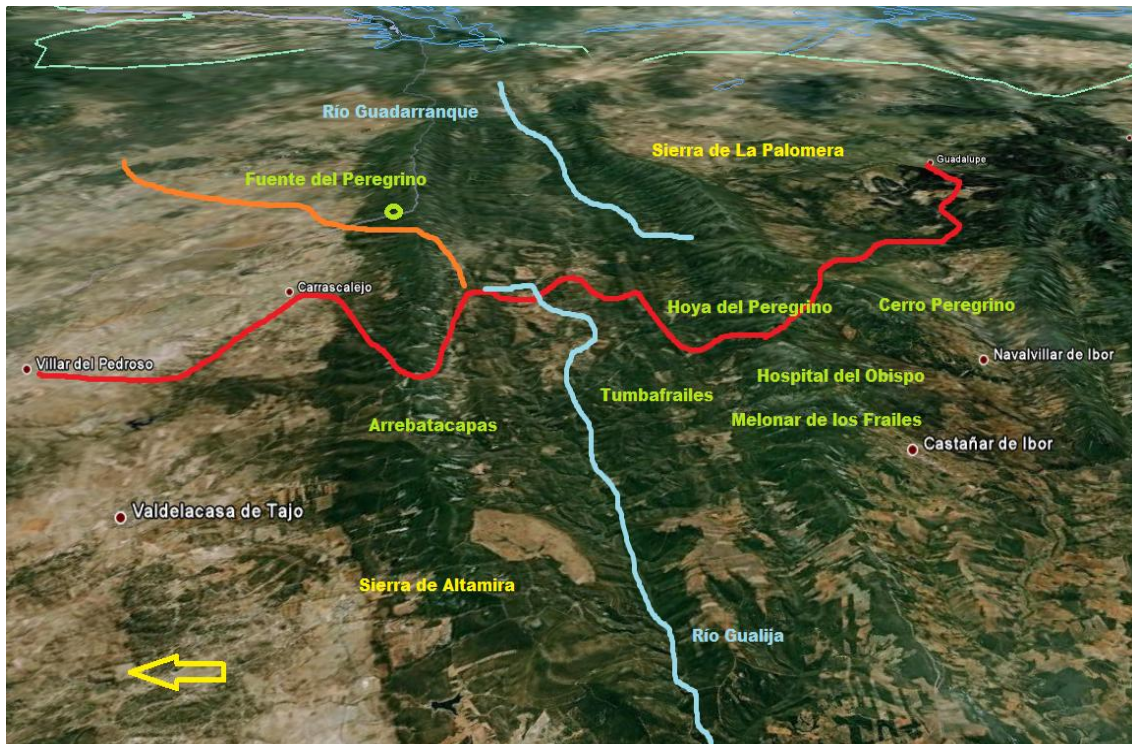 Río Guadarranque
Sierra de La Palomera
Guadalupe
Fuente del Peregrino
Carrascalejo
Hoya del Peregrino
Cerro Peregrino
Villar del Pedroso
Navalvillar de Ibor
Hospital del Obispo
Tumbafrailes
Arrebatacapas
Melonar de los Frailes
Castañar de Ibor
Valdelacasa de Tajo
Sierra de Altamira
Río Gualija